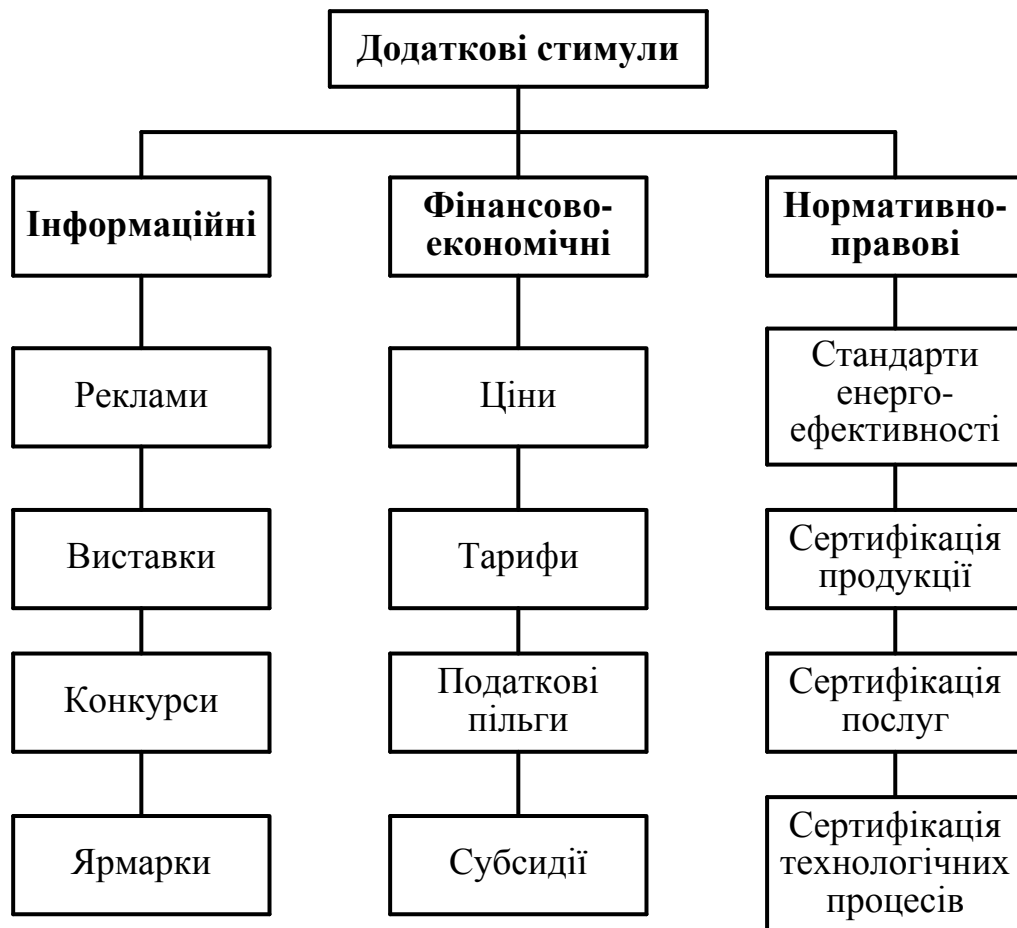 Додаткові стимули
Інформаційні
Фінансово-
економічні
Нормативно-
правові
Реклами
Ціни
Стандарти
енерго-
ефективності
Виставки
Тарифи
Сертифікація
продукції
Конкурси
Податкові
пільги
Сертифікація
послуг
Ярмарки
Субсидії
Сертифікація
технологічних
процесів